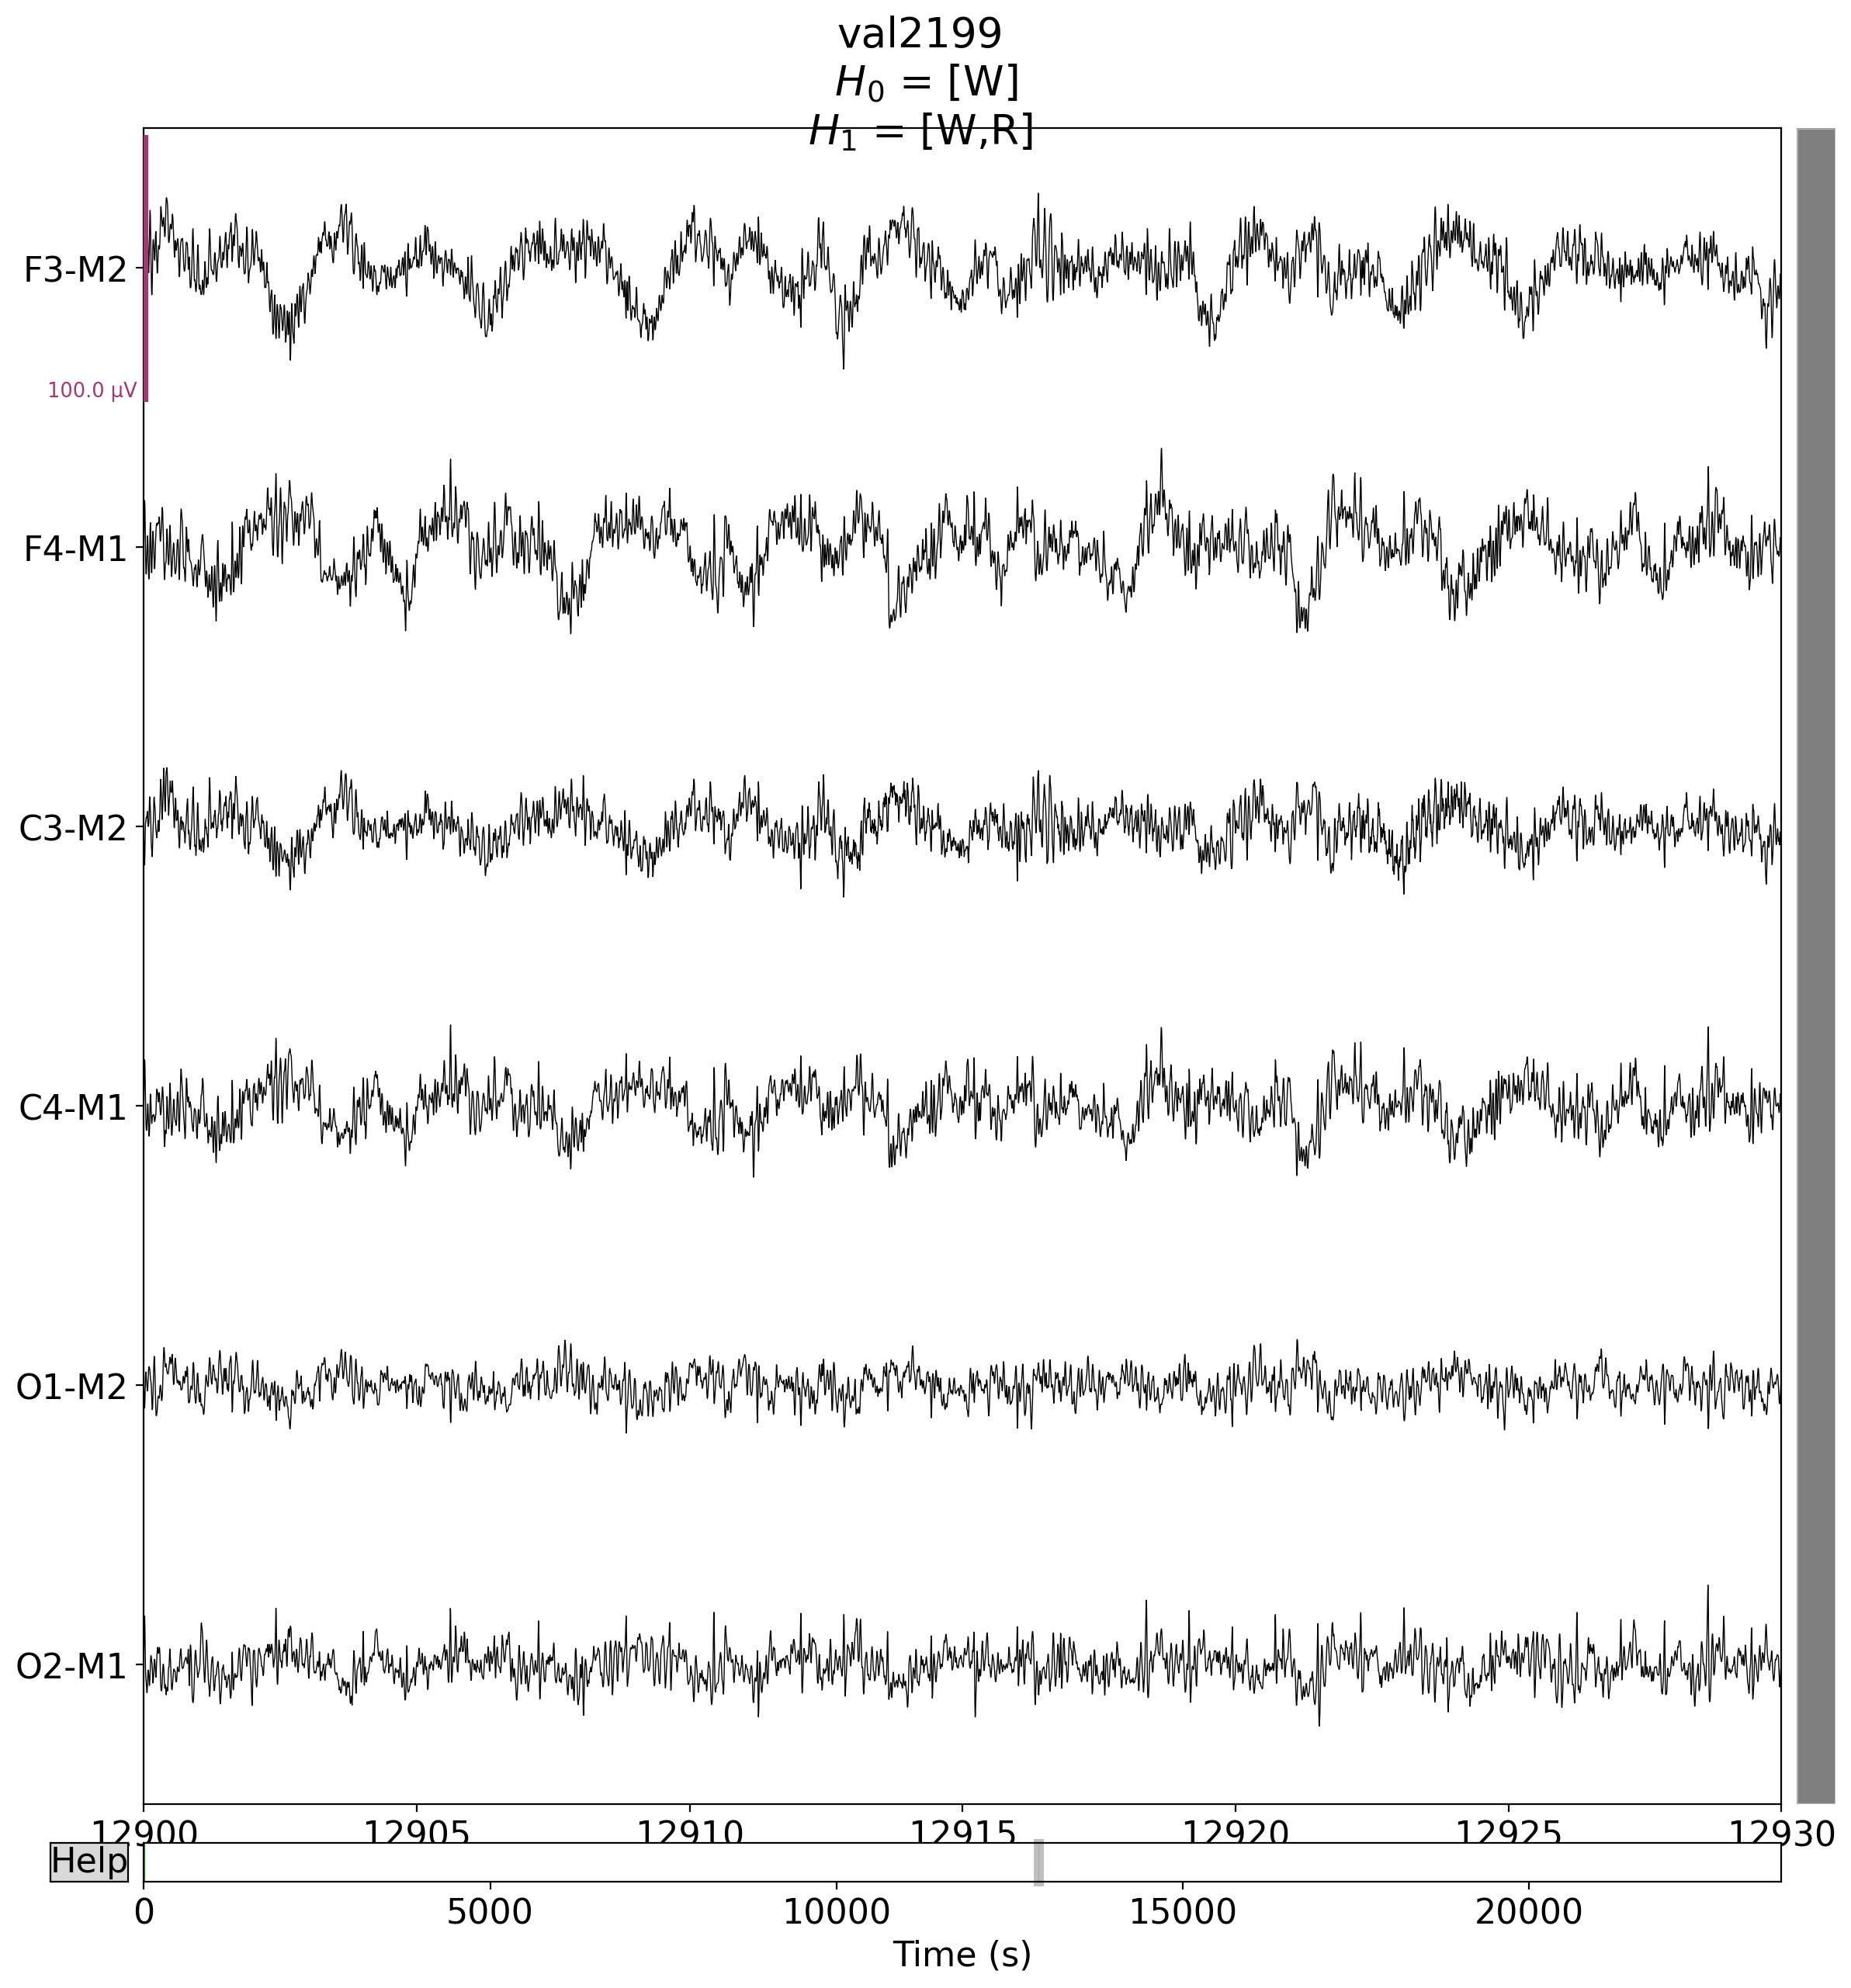 val2199
H₀ = [W]
H₁ = [W,R]
F3-M2
100.0 µV
F4-M1
C3-M2
C4-M1
O1-M2
O2-M1
12900 12905 12910 12915 12920 12925 12930
Help
0 5000 10000 15000 20000
Time (s)